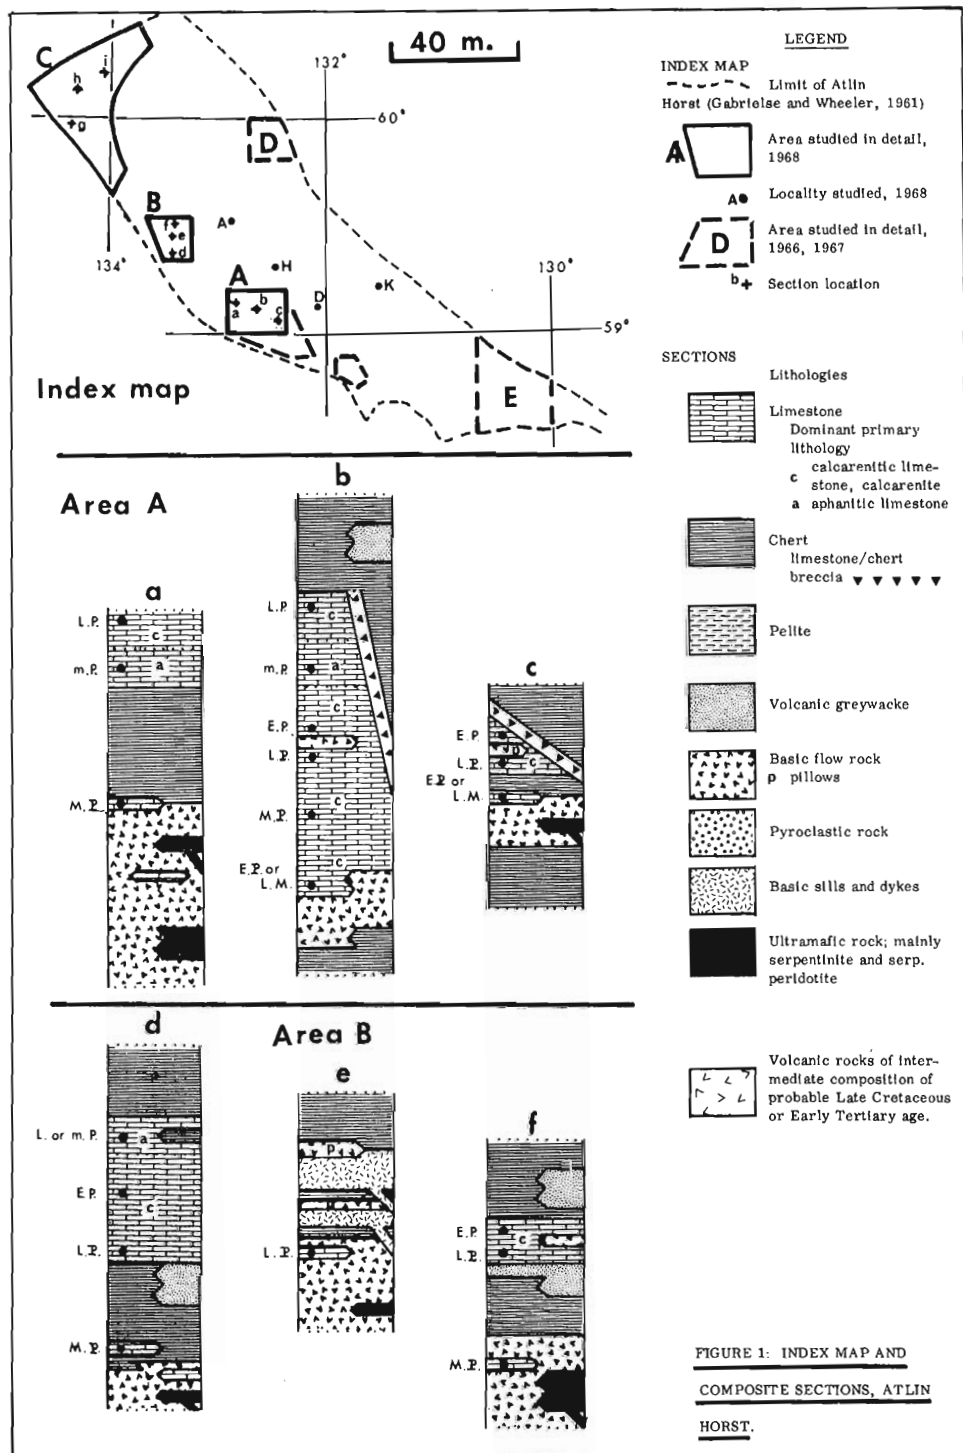 C
i
h
g
40 m.
132°
60°
D
B
f
e
d
A
134°
H
A
a
b
c
D
K
130°
59°
E
Index map
LEGEND
INDEX MAP
Limit of Atlin
Horst (Gabrielse and Wheeler, 1961)
A
Area studied in detail,
1968
A
Locality studied, 1968
D
Area studied in detail,
1966, 1967
b
Section location
SECTIONS
Lithologies
Limestone
Dominant primary
lithology
c calcarenitic lime-
stone, calcarenite
a aphanitic limestone
Chert
limestone/chert
breccia
Pelite
Volcanic greywacke
Basic flow rock
p pillows
Pyroclastic rock
Basic sills and dykes
Ultramafic rock; mainly
serpentinite and serp.
peridotite
Volcanic rocks of inter-
mediate composition of
probable Late Cretaceous
or Early Tertiary age.
Area A
a
L.P.
c
m.P.
a
M.P.
b
L.P.
c
m.P.
a
c
E.P.
L.P.
c
M.P.
E.P. or
L.M.
c
c
E.P.
p
L.P.
c
E.P. or
L.M.
Area B
d
L. or m. P.
a
E.P.
c
L.P.
M.P.
e
p
L.P.
f
E.P.
c
L.P.
M.P.
FIGURE 1: INDEX MAP AND
COMPOSITE SECTIONS, ATLIN
HORST.